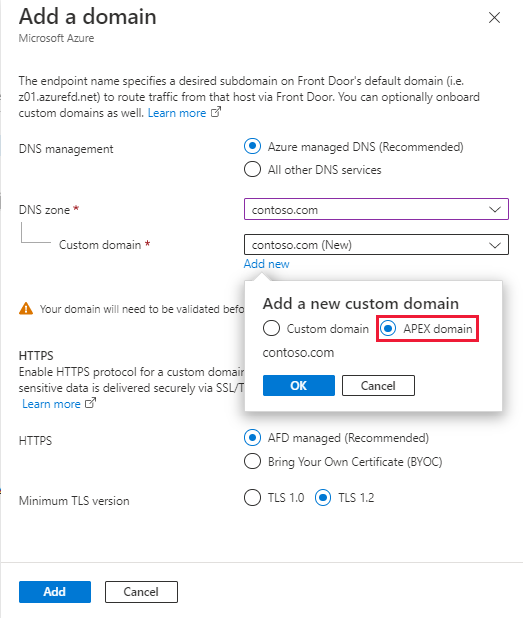 Add a domain
Microsoft Azure
The endpoint name specifies a desired subdomain on Front Door's default domain (i.e.
z01.azurefd.net) to route traffic from that host via Front Door. You can optionally onboard
custom domains as well. Learn more
DNS management
Azure managed DNS (Recommended)
All other DNS services
DNS zone *
contoso.com
Custom domain *
contoso.com (New)
Add new
Your domain will need to be validated befo
Add a new custom domain
Custom domain
APEX domain
contoso.com
OK
Cancel
HTTPS
Enable HTTPS protocol for a custom domain
sensitive data is delivered securely via SSL/T
Learn more
HTTPS
AFD managed (Recommended)
Bring Your Own Certificate (BYOC)
Minimum TLS version
TLS 1.0
TLS 1.2
Add
Cancel